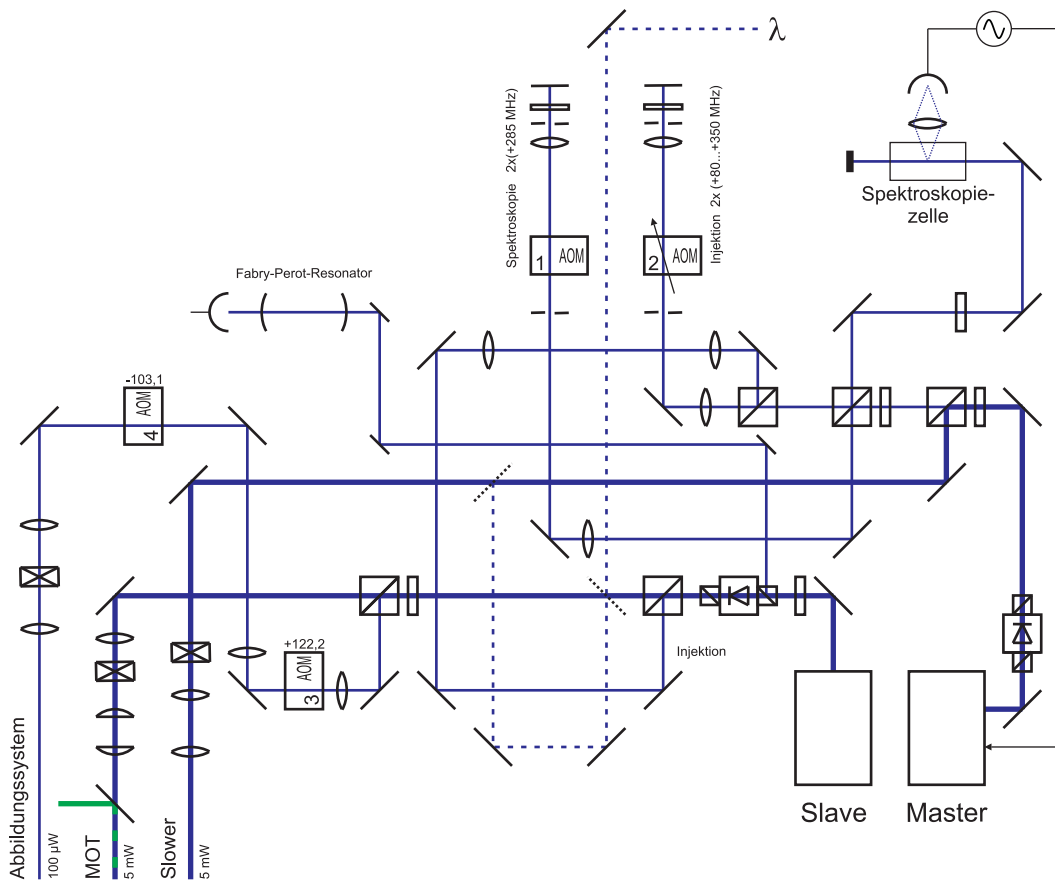 λ
Spektroskopie 2x(+285 MHz)
Injektion 2x (+80...+350 MHz)
Spektroskopie-
zelle
1 AOM
2 AOM
Fabry-Perot-Resonator
-103,1
AOM
4
+122,2
AOM
3
Injektion
Slave
Master
Abbildungssystem
100 µW
MOT
5 mW
Slower
5 mW